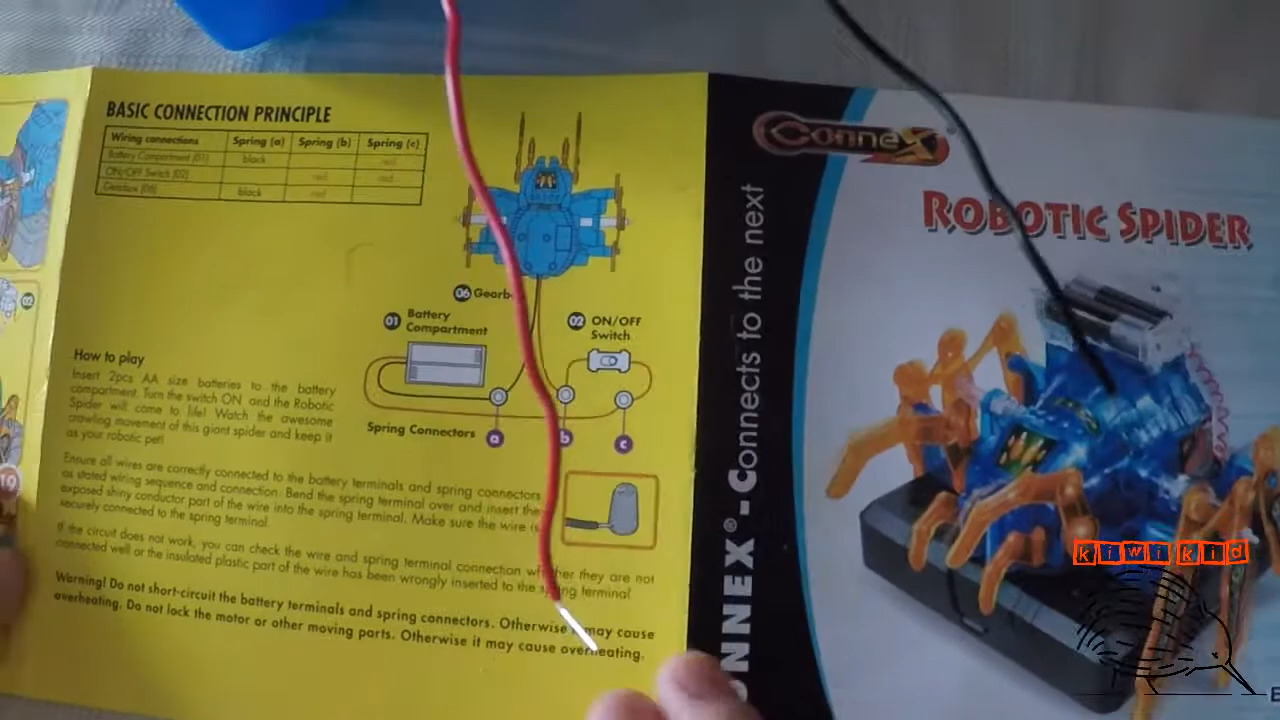 BASIC CONNECTION PRINCIPLE
Wiring connections Spring (a) Spring (b) Spring (c)
Battery Compartment (01) black red
ON/OFF Switch (02) red red
Gearbox (06) black red
06 Gearb
01 Battery
Compartment
02 ON/OFF
Switch
Spring Connectors a b c
How to play
Insert 2pcs AA size batteries to the battery
compartment. Turn the switch ON and the Robotic
Spider will come to life! Watch the awesome
crawling movement of this giant spider and keep it
as your robotic pet!
Ensure all wires are correctly connected to the battery terminals and spring connectors
as stated wiring sequence and connection. Bend the spring terminal over and insert the
exposed shiny conductor part of the wire into the spring terminal. Make sure the wire is
securely connected to the spring terminal.
If the circuit does not work, you can check the wire and spring terminal connection whether they are not
connected well or the insulated plastic part of the wire has been wrongly inserted to the spring terminal.
Warning! Do not short-circuit the battery terminals and spring connectors. Otherwise it may cause
overheating. Do not lock the motor or other moving parts. Otherwise it may cause overheating.
02
19
ConneX
ROBOTIC SPIDER
ONNEX® - Connects to the next
kiwi kid